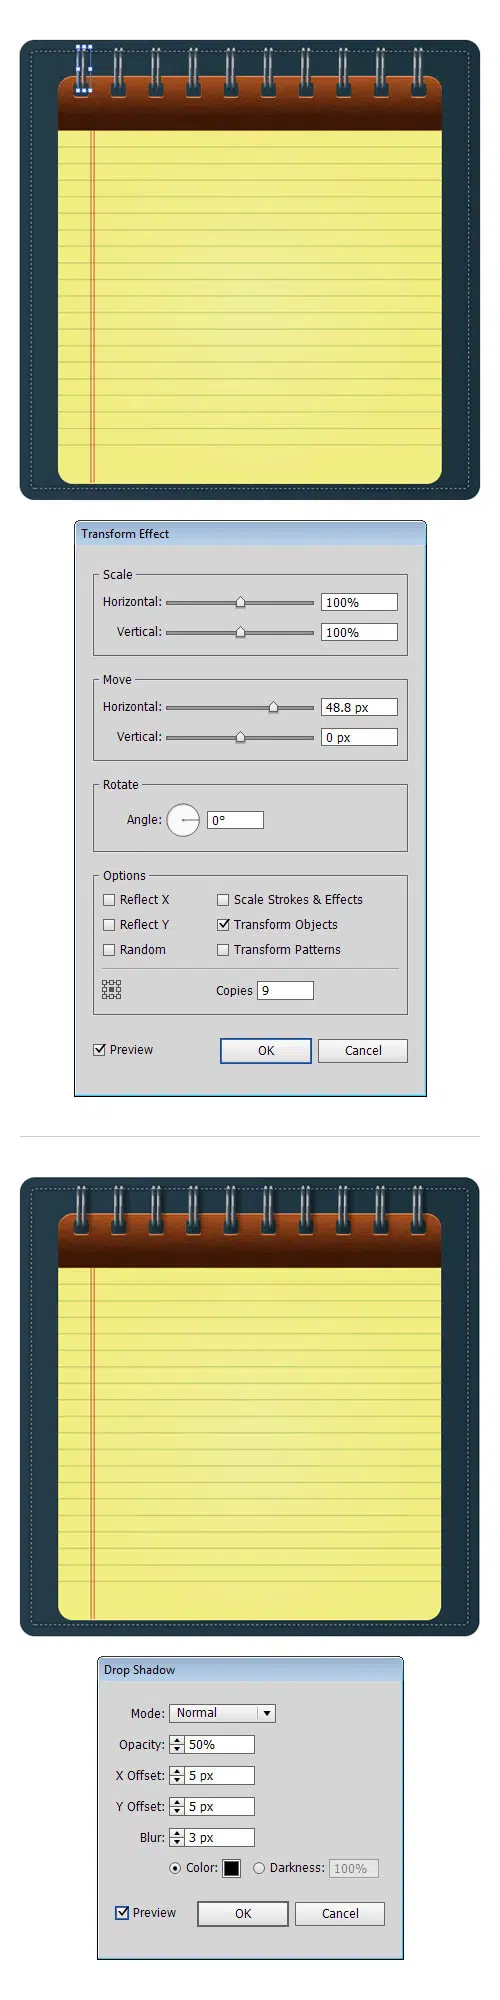 Transform Effect
Scale
Horizontal: 100%
Vertical: 100%
Move
Horizontal: 48.8 px
Vertical: 0 px
Rotate
Angle: 0°
Options
Reflect X Scale Strokes & Effects
Reflect Y Transform Objects
Random Transform Patterns
Copies 9
Preview OK Cancel
Drop Shadow
Mode: Normal
Opacity: 50%
X Offset: 5 px
Y Offset: 5 px
Blur: 3 px
Color: Darkness: 100%
Preview OK Cancel